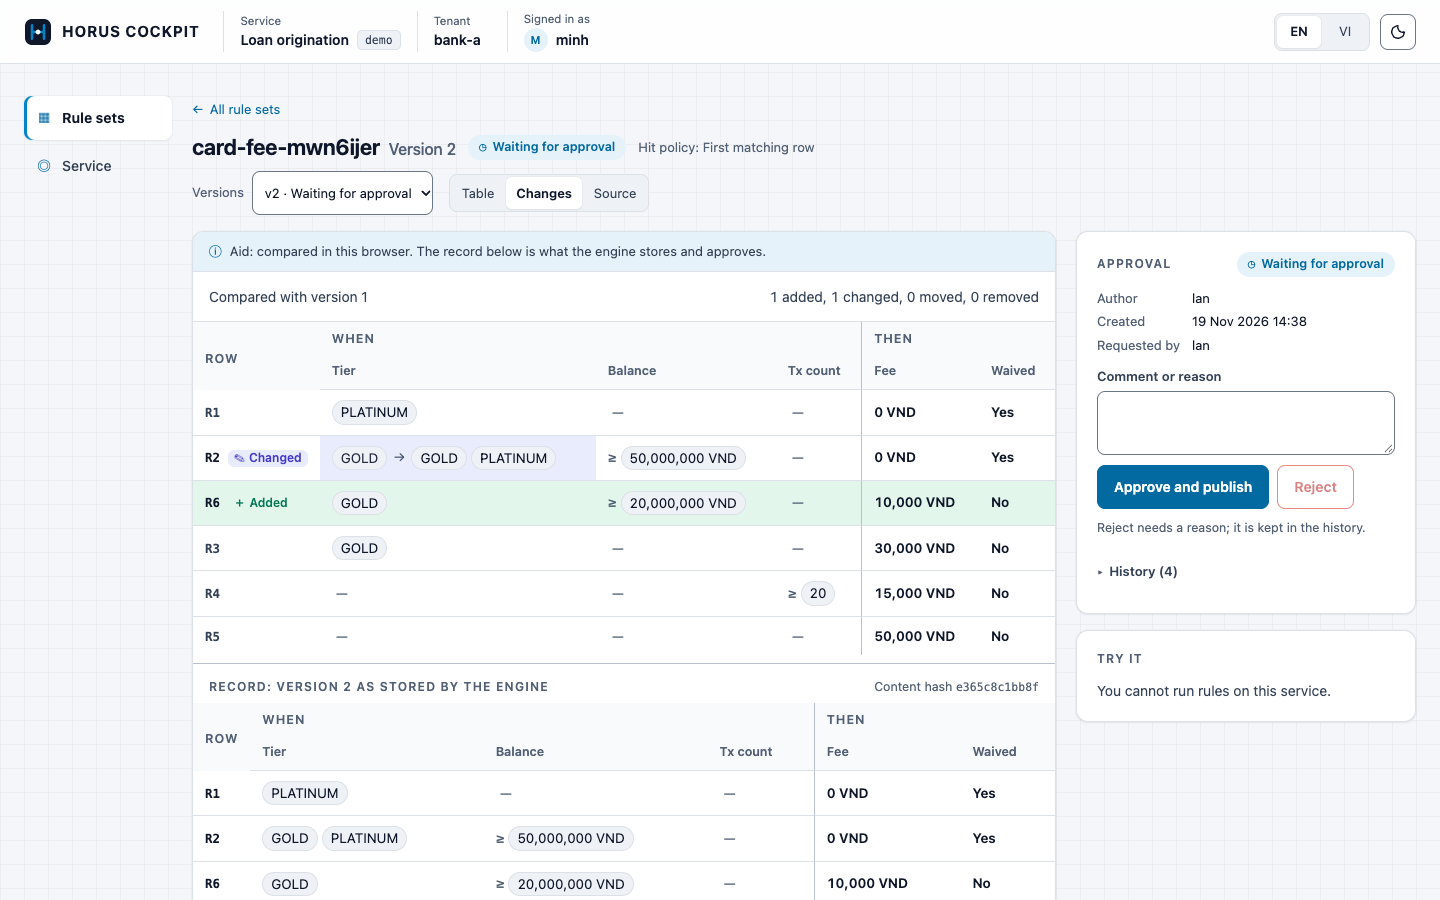 HORUS COCKPIT
Service
Loan origination demo
Tenant
bank-a
Signed in as
M minh
EN VI
Rule sets
Service
← All rule sets
card-fee-mwn6ijer Version 2 Waiting for approval Hit policy: First matching row
Versions v2 · Waiting for approval Table Changes Source
Aid: compared in this browser. The record below is what the engine stores and approves.
Compared with version 1 1 added, 1 changed, 0 moved, 0 removed
ROW WHEN THEN
Tier Balance Tx count Fee Waived
R1 PLATINUM — — 0 VND Yes
R2 ✎ Changed GOLD → GOLD PLATINUM ≥ 50,000,000 VND — 0 VND Yes
R6 + Added GOLD ≥ 20,000,000 VND — 10,000 VND No
R3 GOLD — — 30,000 VND No
R4 — — ≥ 20 15,000 VND No
R5 — — — 50,000 VND No
RECORD: VERSION 2 AS STORED BY THE ENGINE Content hash e365c8c1bb8f
ROW WHEN THEN
Tier Balance Tx count Fee Waived
R1 PLATINUM — — 0 VND Yes
R2 GOLD PLATINUM ≥ 50,000,000 VND — 0 VND Yes
R6 GOLD ≥ 20,000,000 VND — 10,000 VND No
APPROVAL Waiting for approval
Author lan
Created 19 Nov 2026 14:38
Requested by lan
Comment or reason
Approve and publish Reject
Reject needs a reason; it is kept in the history.
▸ History (4)
TRY IT
You cannot run rules on this service.